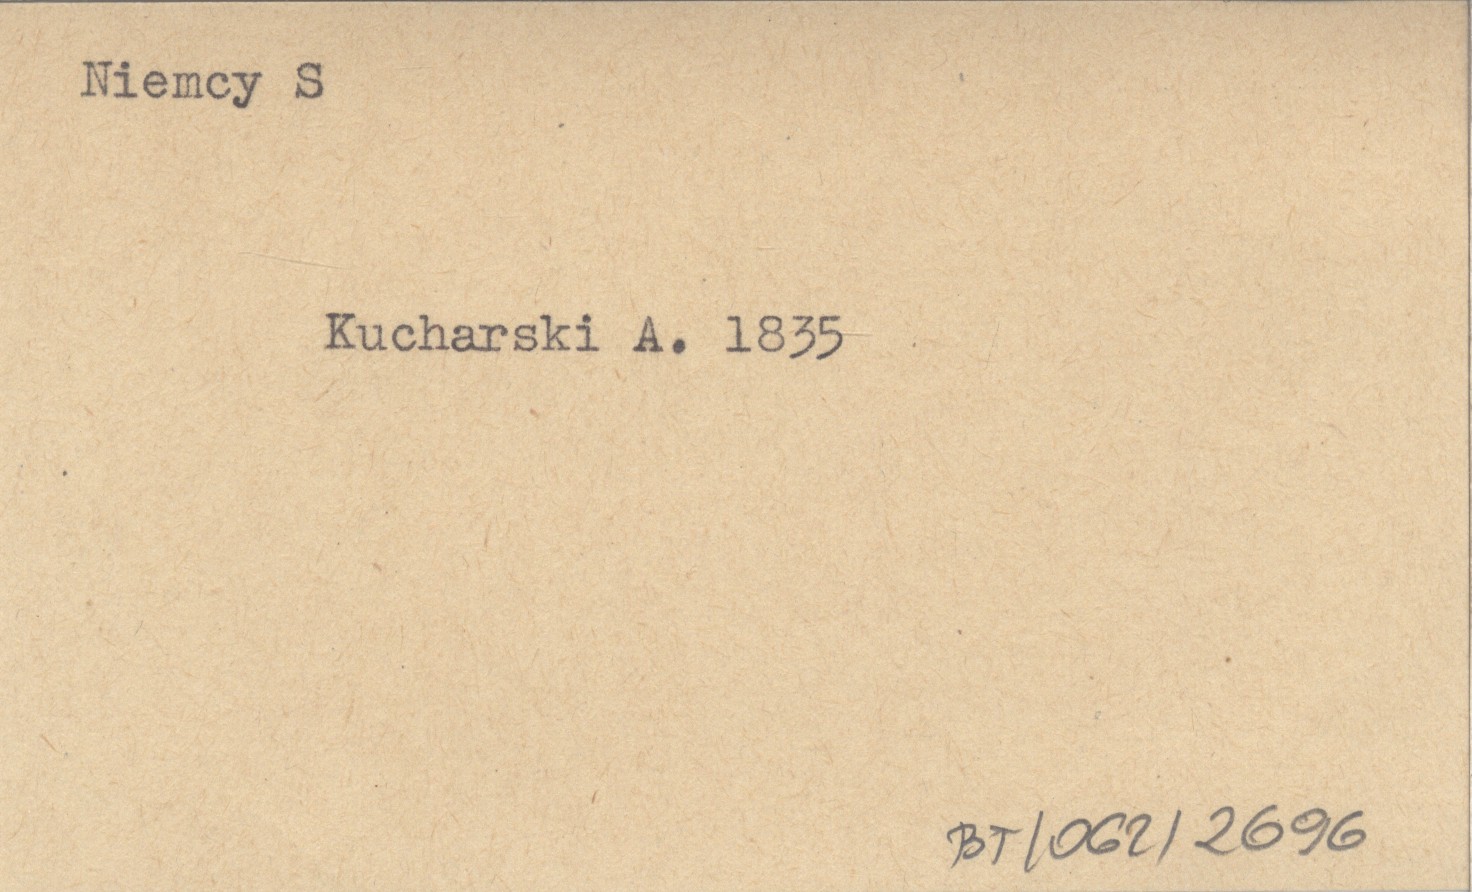 Niemcy S
Kucharski A. 1835
BT/062/2696